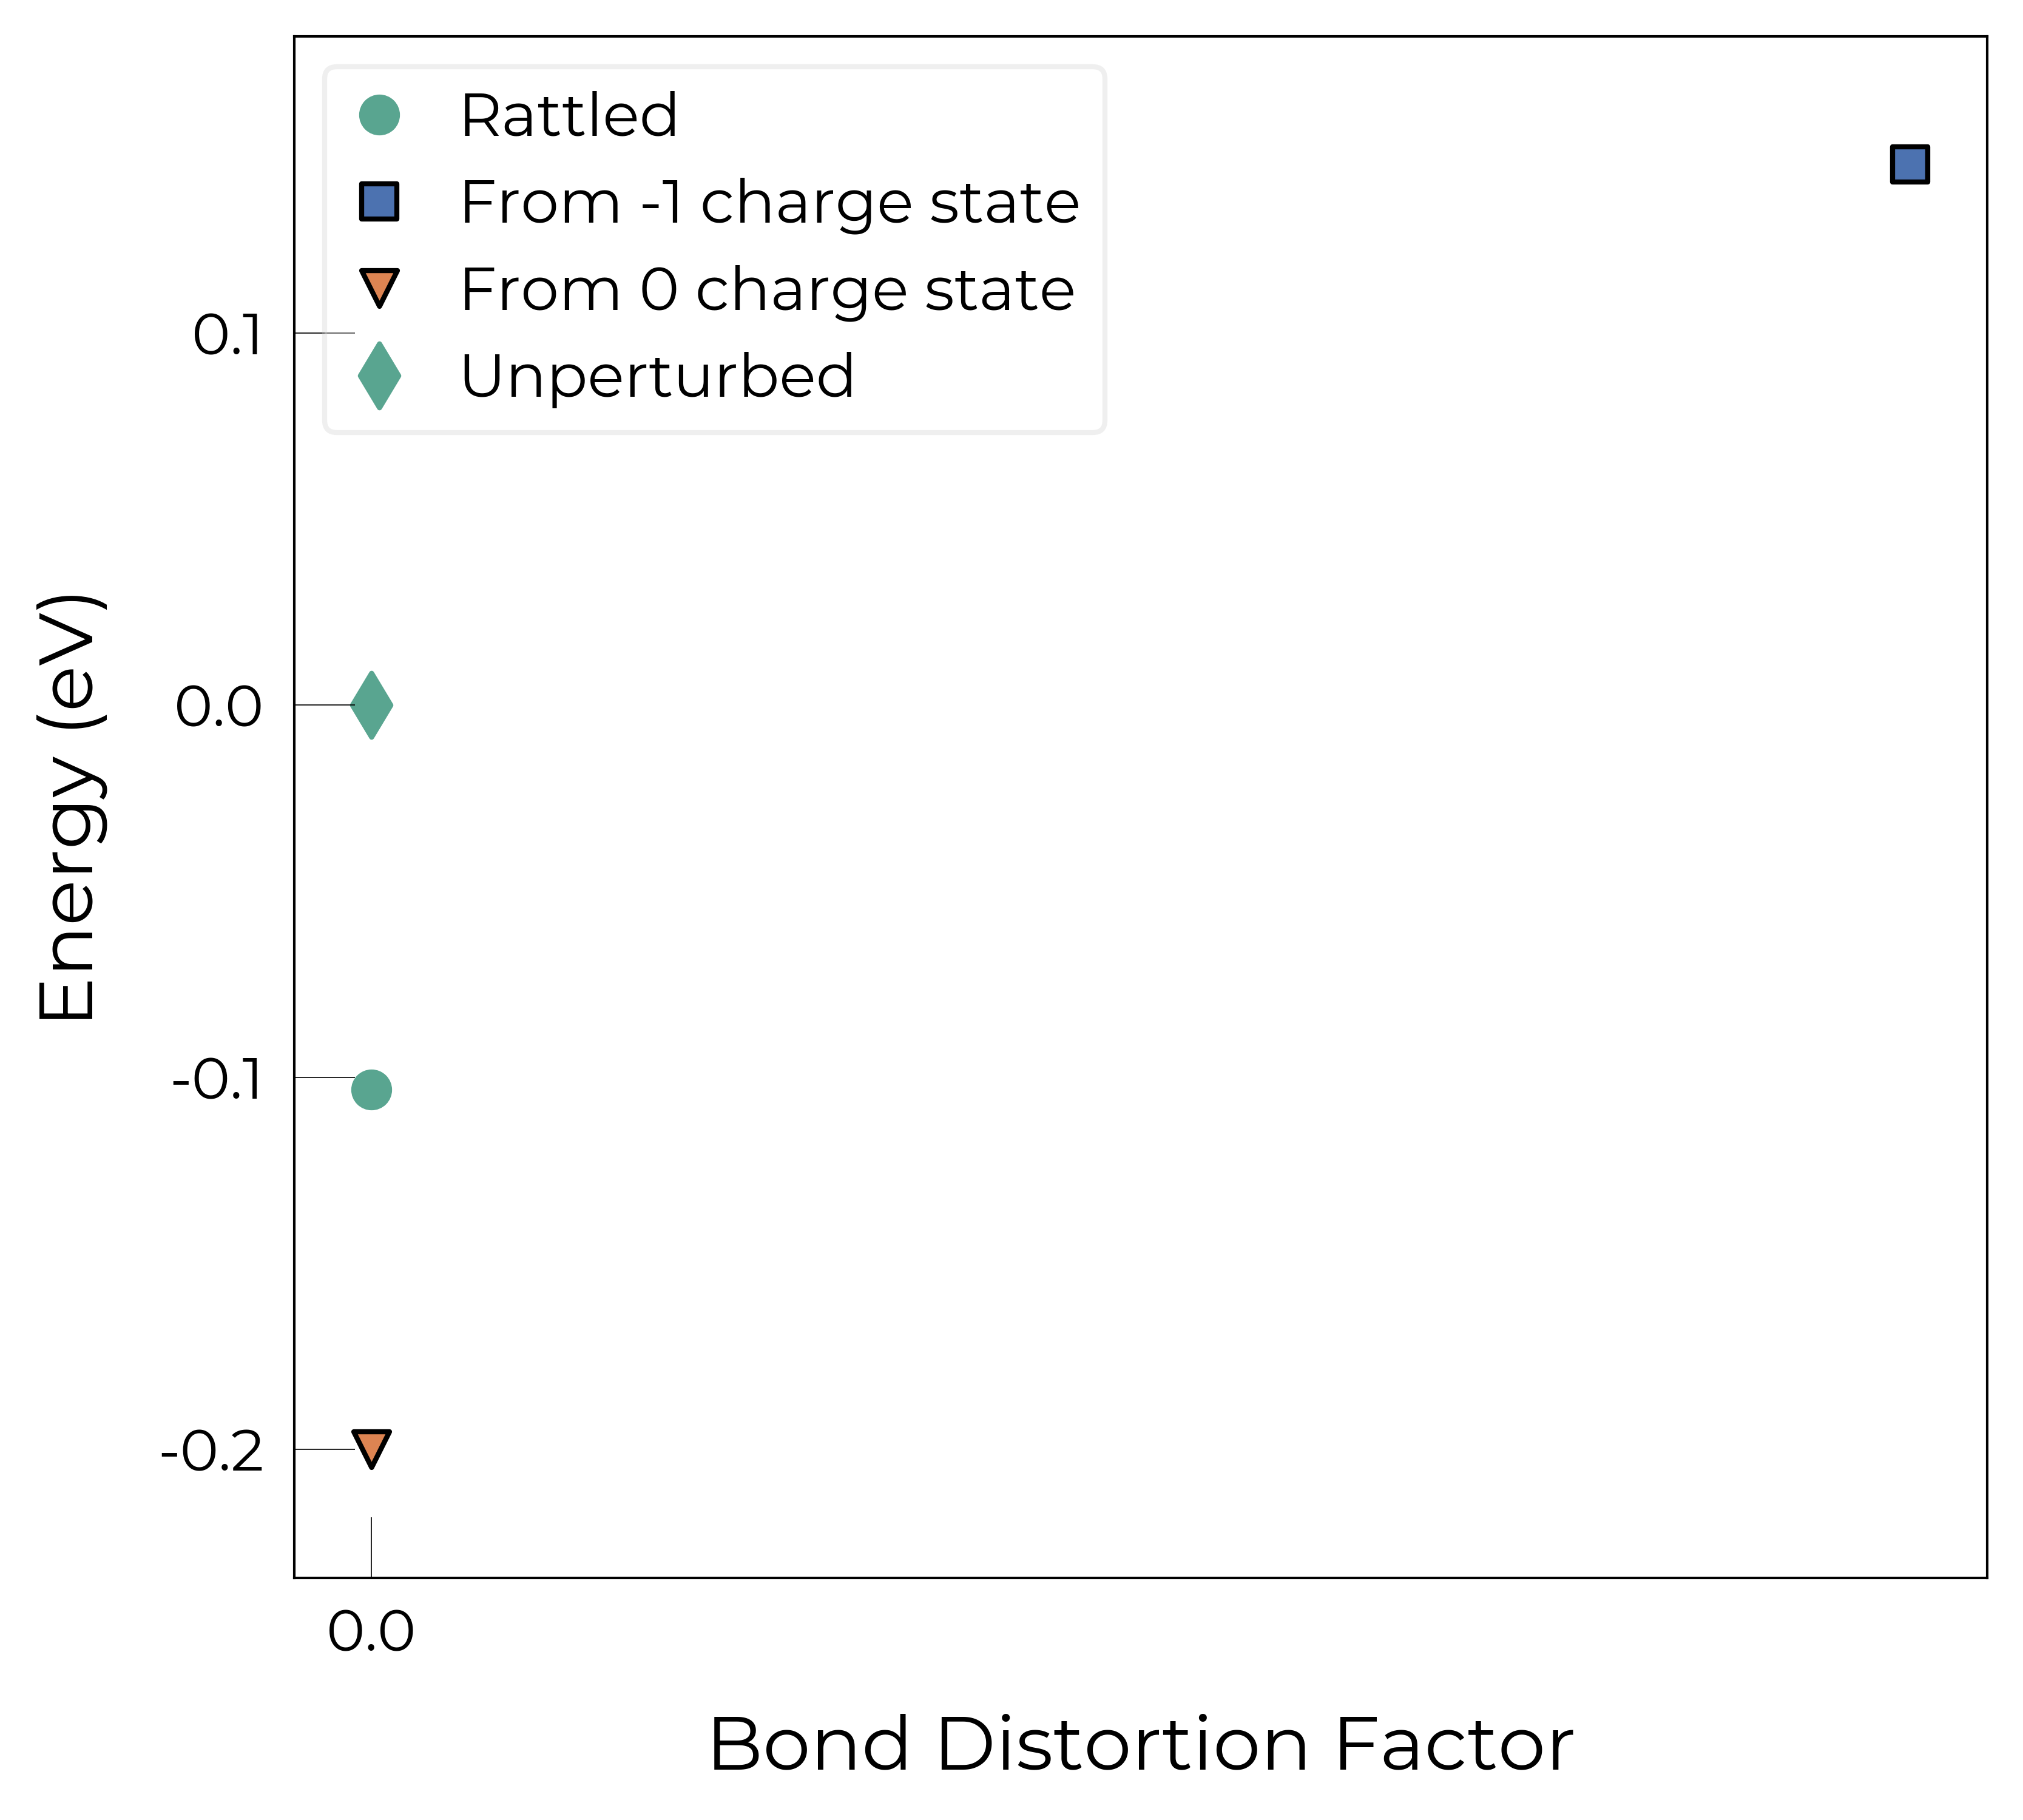 Rattled
From -1 charge state
From 0 charge state
Unperturbed
0.1
0.0
-0.1
-0.2
Energy (eV)
0.0
Bond Distortion Factor